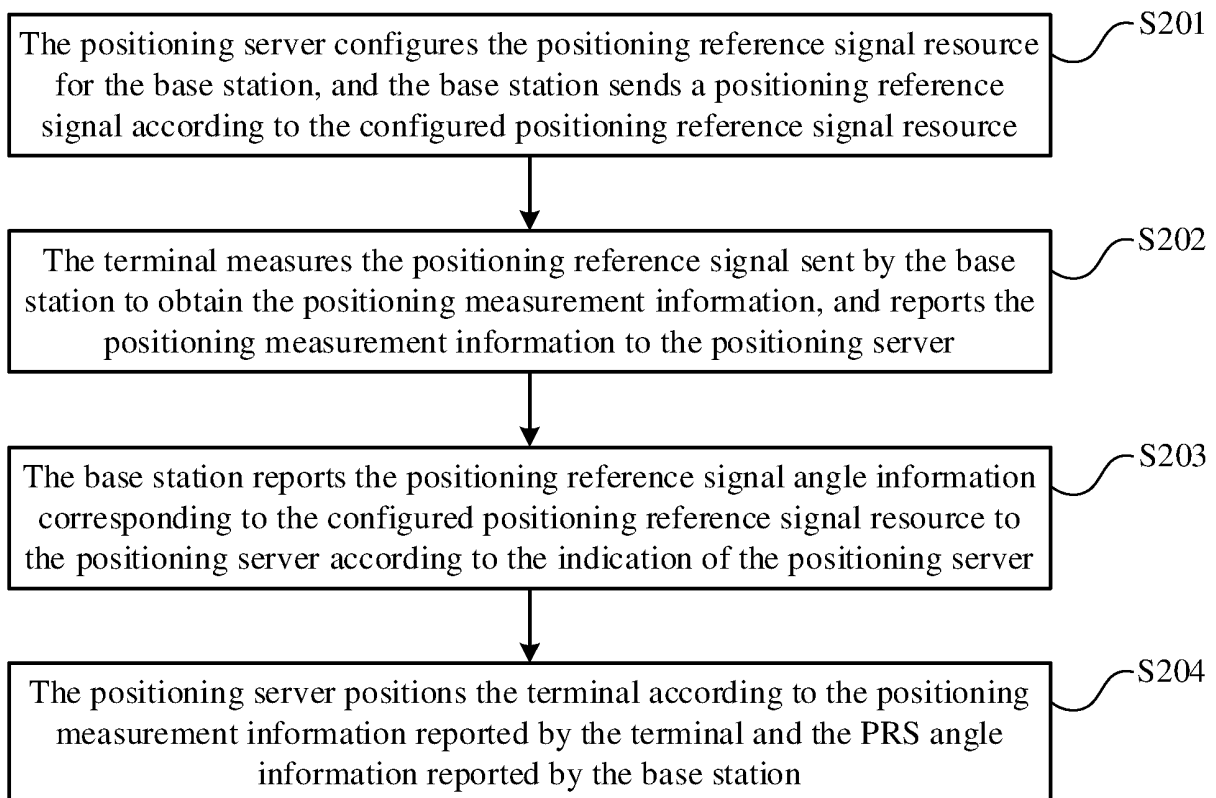 The positioning server configures the positioning reference signal resource
for the base station, and the base station sends a positioning reference
signal according to the configured positioning reference signal resource
S201
The terminal measures the positioning reference signal sent by the base
station to obtain the positioning measurement information, and reports the
positioning measurement information to the positioning server
S202
The base station reports the positioning reference signal angle information
corresponding to the configured positioning reference signal resource to
the positioning server according to the indication of the positioning server
S203
The positioning server positions the terminal according to the positioning
measurement information reported by the terminal and the PRS angle
information reported by the base station
S204